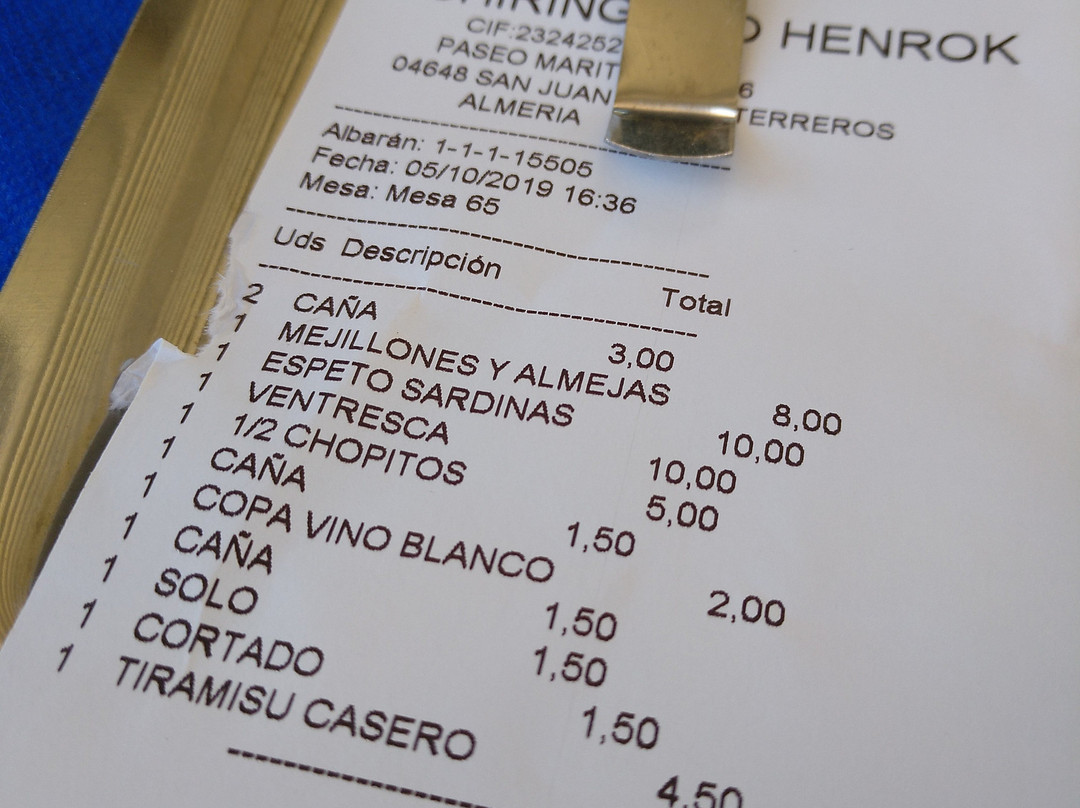 HENROK
CIF:2324252
PASEO MARIT 6
04648 SAN JUAN TERREROS
ALMERIA
Albarán: 1-1-1-15505
Fecha: 05/10/2019 16:36
Mesa: Mesa 65
Uds Descripción Total
2 CAÑA 3,00
1 MEJILLONES Y ALMEJAS 8,00
1 ESPETO SARDINAS 10,00
1 VENTRESCA 10,00
1 1/2 CHOPITOS 5,00
1 CAÑA 1,50
1 COPA VINO BLANCO 2,00
1 CAÑA 1,50
1 SOLO 1,50
1 CORTADO 1,50
1 TIRAMISU CASERO 4,50